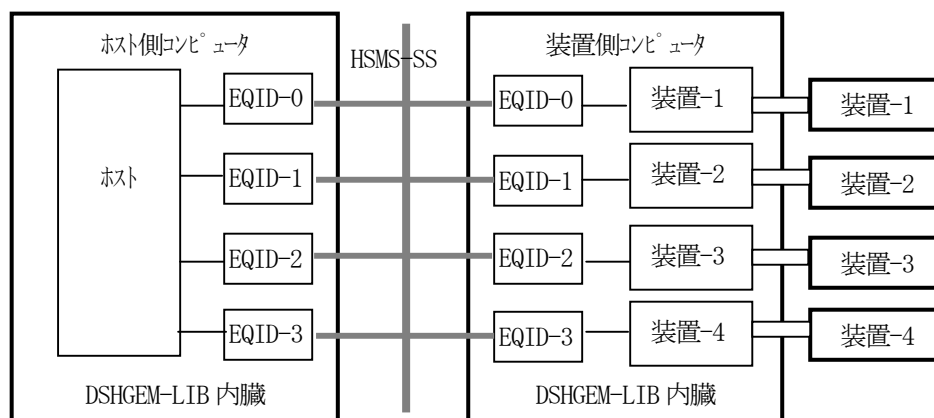 ホスト側コンピュータ
装置側コンピュータ
HSMS-SS
EQID-0
EQID-0
装置-1
装置-1
ホスト
EQID-1
EQID-1
装置-2
装置-2
EQID-2
EQID-2
装置-3
装置-3
EQID-3
EQID-3
装置-4
装置-4
DSHGEM-LIB 内臓
DSHGEM-LIB 内臓